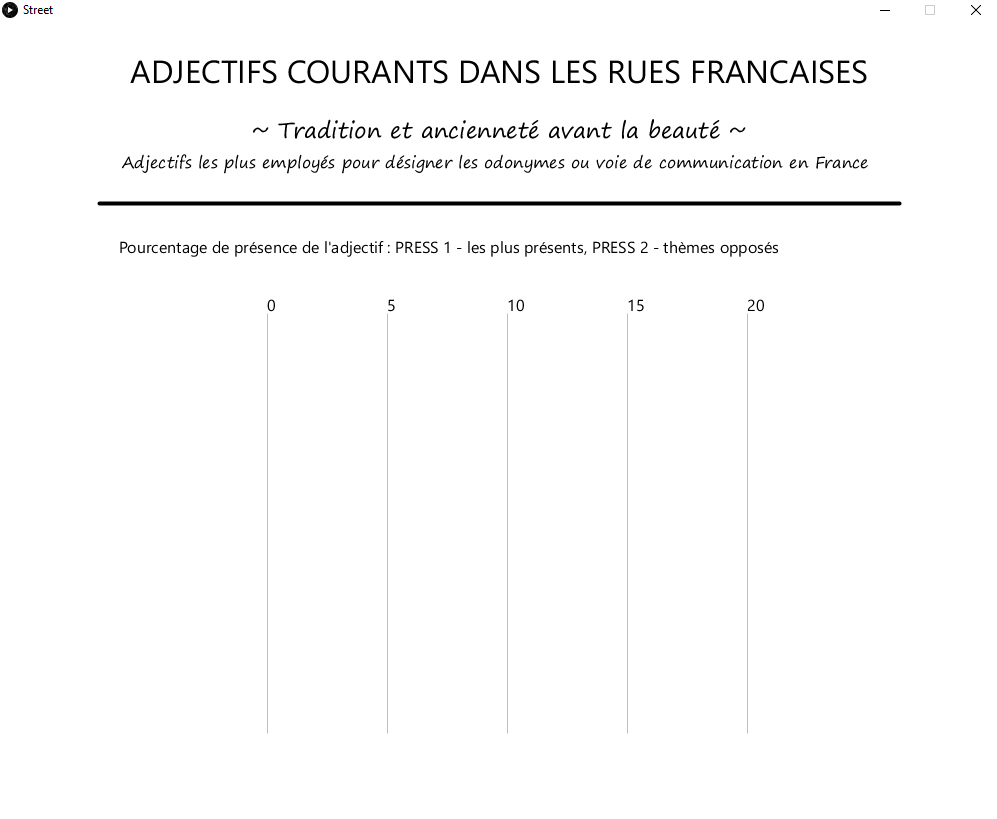 Street
ADJECTIFS COURANTS DANS LES RUES FRANCAISES
~ Tradition et ancienneté avant la beauté ~
Adjectifs les plus employés pour désigner les odonymes ou voie de communication en France
Pourcentage de présence de l'adjectif : PRESS 1 - les plus présents, PRESS 2 - thèmes opposés
0 5 10 15 20